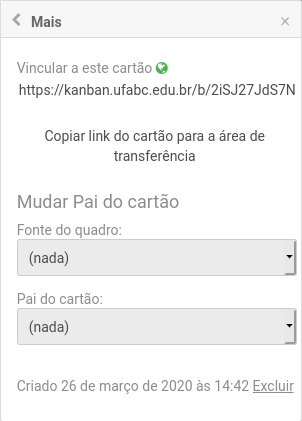 Mais
Vincular a este cartão
https://kanban.ufabc.edu.br/b/2iSJ27JdS7N
Copiar link do cartão para a área de
transferência
Mudar Pai do cartão
Fonte do quadro:
(nada)
Pai do cartão:
(nada)
Criado 26 de março de 2020 às 14:42 Excluir